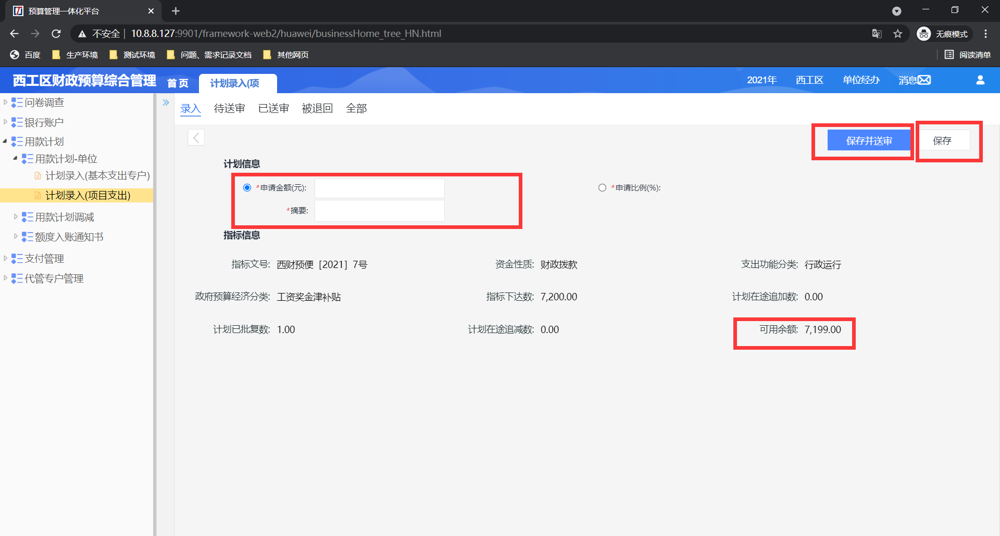 预算管理一体化平台
不安全 10.8.8.127:9901/framework-web2/huawei/businessHome_tree_HN.html 无痕模式
百度 生产环境 测试环境 问题、需求记录文档 其他网页 阅读清单
西工区财政预算综合管理 首页 计划录入(项 2021年 西工区 单位经办 消息
问卷调查
银行账户
用款计划
用款计划-单位
计划录入(基本支出专户)
计划录入(项目支出)
用款计划调减
额度入账通知书
支付管理
代管专户管理
录入 待送审 已送审 被退回 全部
保存并送审 保存
计划信息
*申请金额(元): *申请比例(%):
*摘要:
指标信息
指标文号: 西财预便［2021］7号 资金性质: 财政拨款 支出功能分类: 行政运行
政府预算经济分类: 工资奖金津补贴 指标下达数: 7,200.00 计划在途追加数: 0.00
计划已批复数: 1.00 计划在途追减数: 0.00 可用余额: 7,199.00